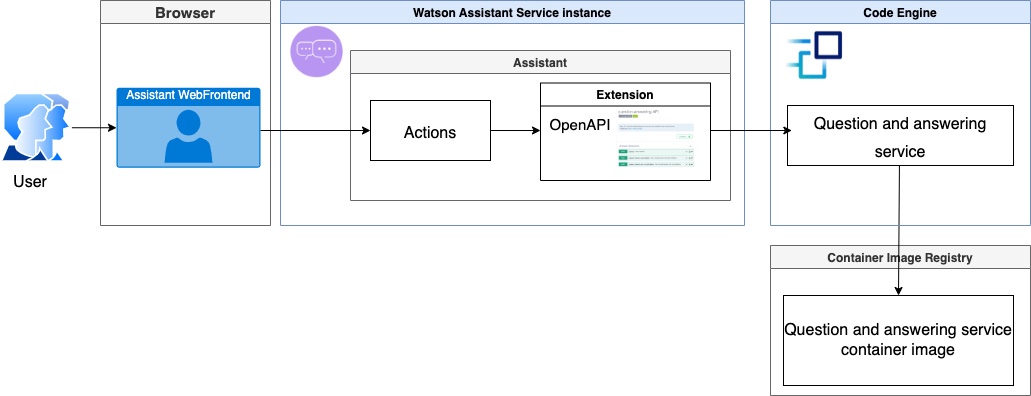 Browser
Watson Assistant Service instance
Code Engine
Assistant
Assistant WebFrontend
Extension
Actions
OpenAPI
Question and answering
service
User
Container Image Registry
Question and answering service
container image